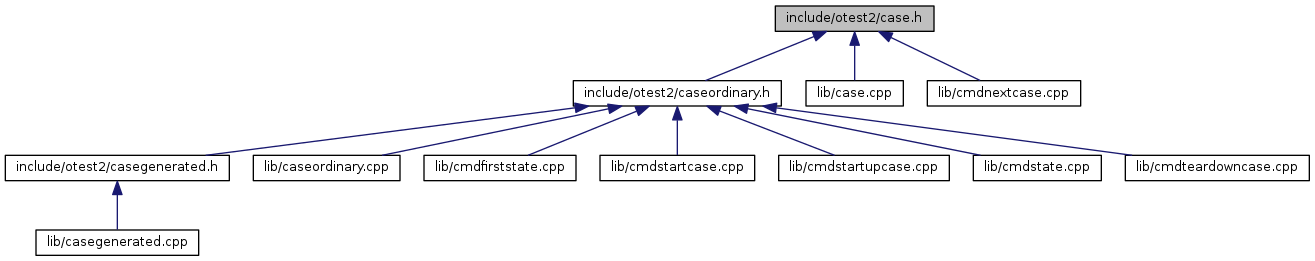 include/otest2/case.h
include/otest2/caseordinary.h
lib/case.cpp
lib/cmdnextcase.cpp
include/otest2/casegenerated.h
lib/caseordinary.cpp
lib/cmdfirststate.cpp
lib/cmdstartcase.cpp
lib/cmdstartupcase.cpp
lib/cmdstate.cpp
lib/cmdteardowncase.cpp
lib/casegenerated.cpp